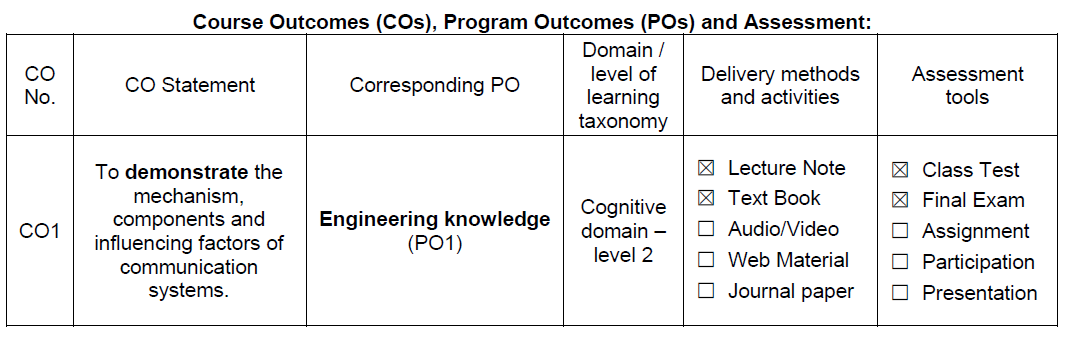 Course Outcomes (COs), Program Outcomes (POs) and Assessment:
CO
No.
CO Statement
Corresponding PO
Domain /
level of
learning
taxonomy
Delivery methods
and activities
Assessment
tools
CO1
To demonstrate the
mechanism,
components and
influencing factors of
communication
systems.
Engineering knowledge
(PO1)
Cognitive
domain –
level 2
☒ Lecture Note
☒ Text Book
☐ Audio/Video
☐ Web Material
☐ Journal paper
☒ Class Test
☒ Final Exam
☐ Assignment
☐ Participation
☐ Presentation